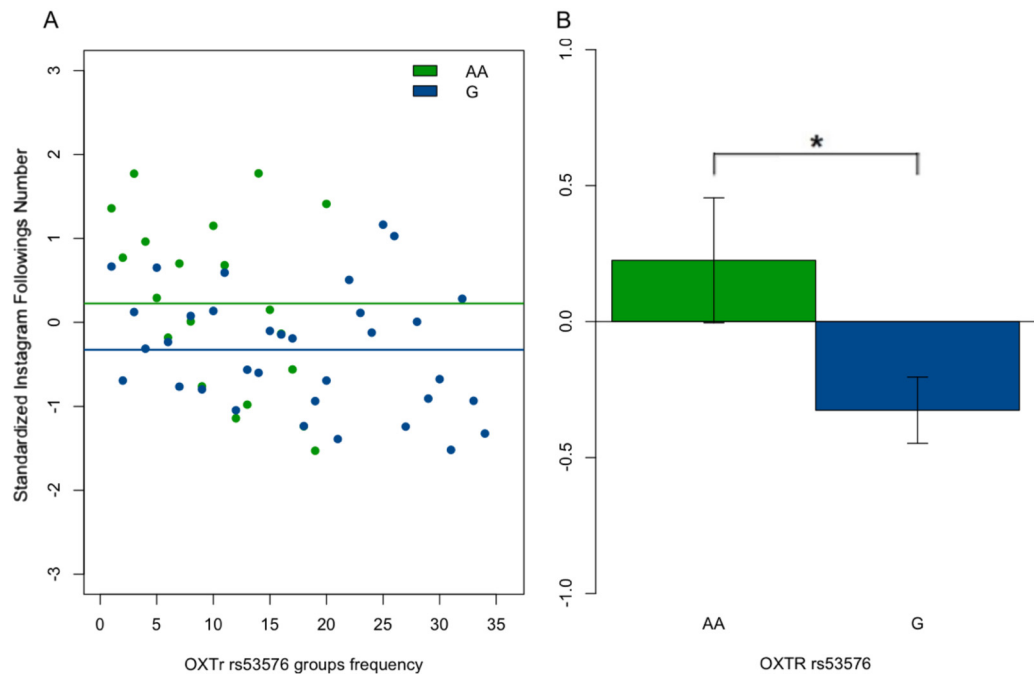 A
Standardized Instagram Followings Number
3
2
1
0
-1
-2
-3
AA
G
0 5 10 15 20 25 30 35
OXTr rs53576 groups frequency
B
1.0
0.5
0.0
-0.5
-1.0
*
AA G
OXTR rs53576